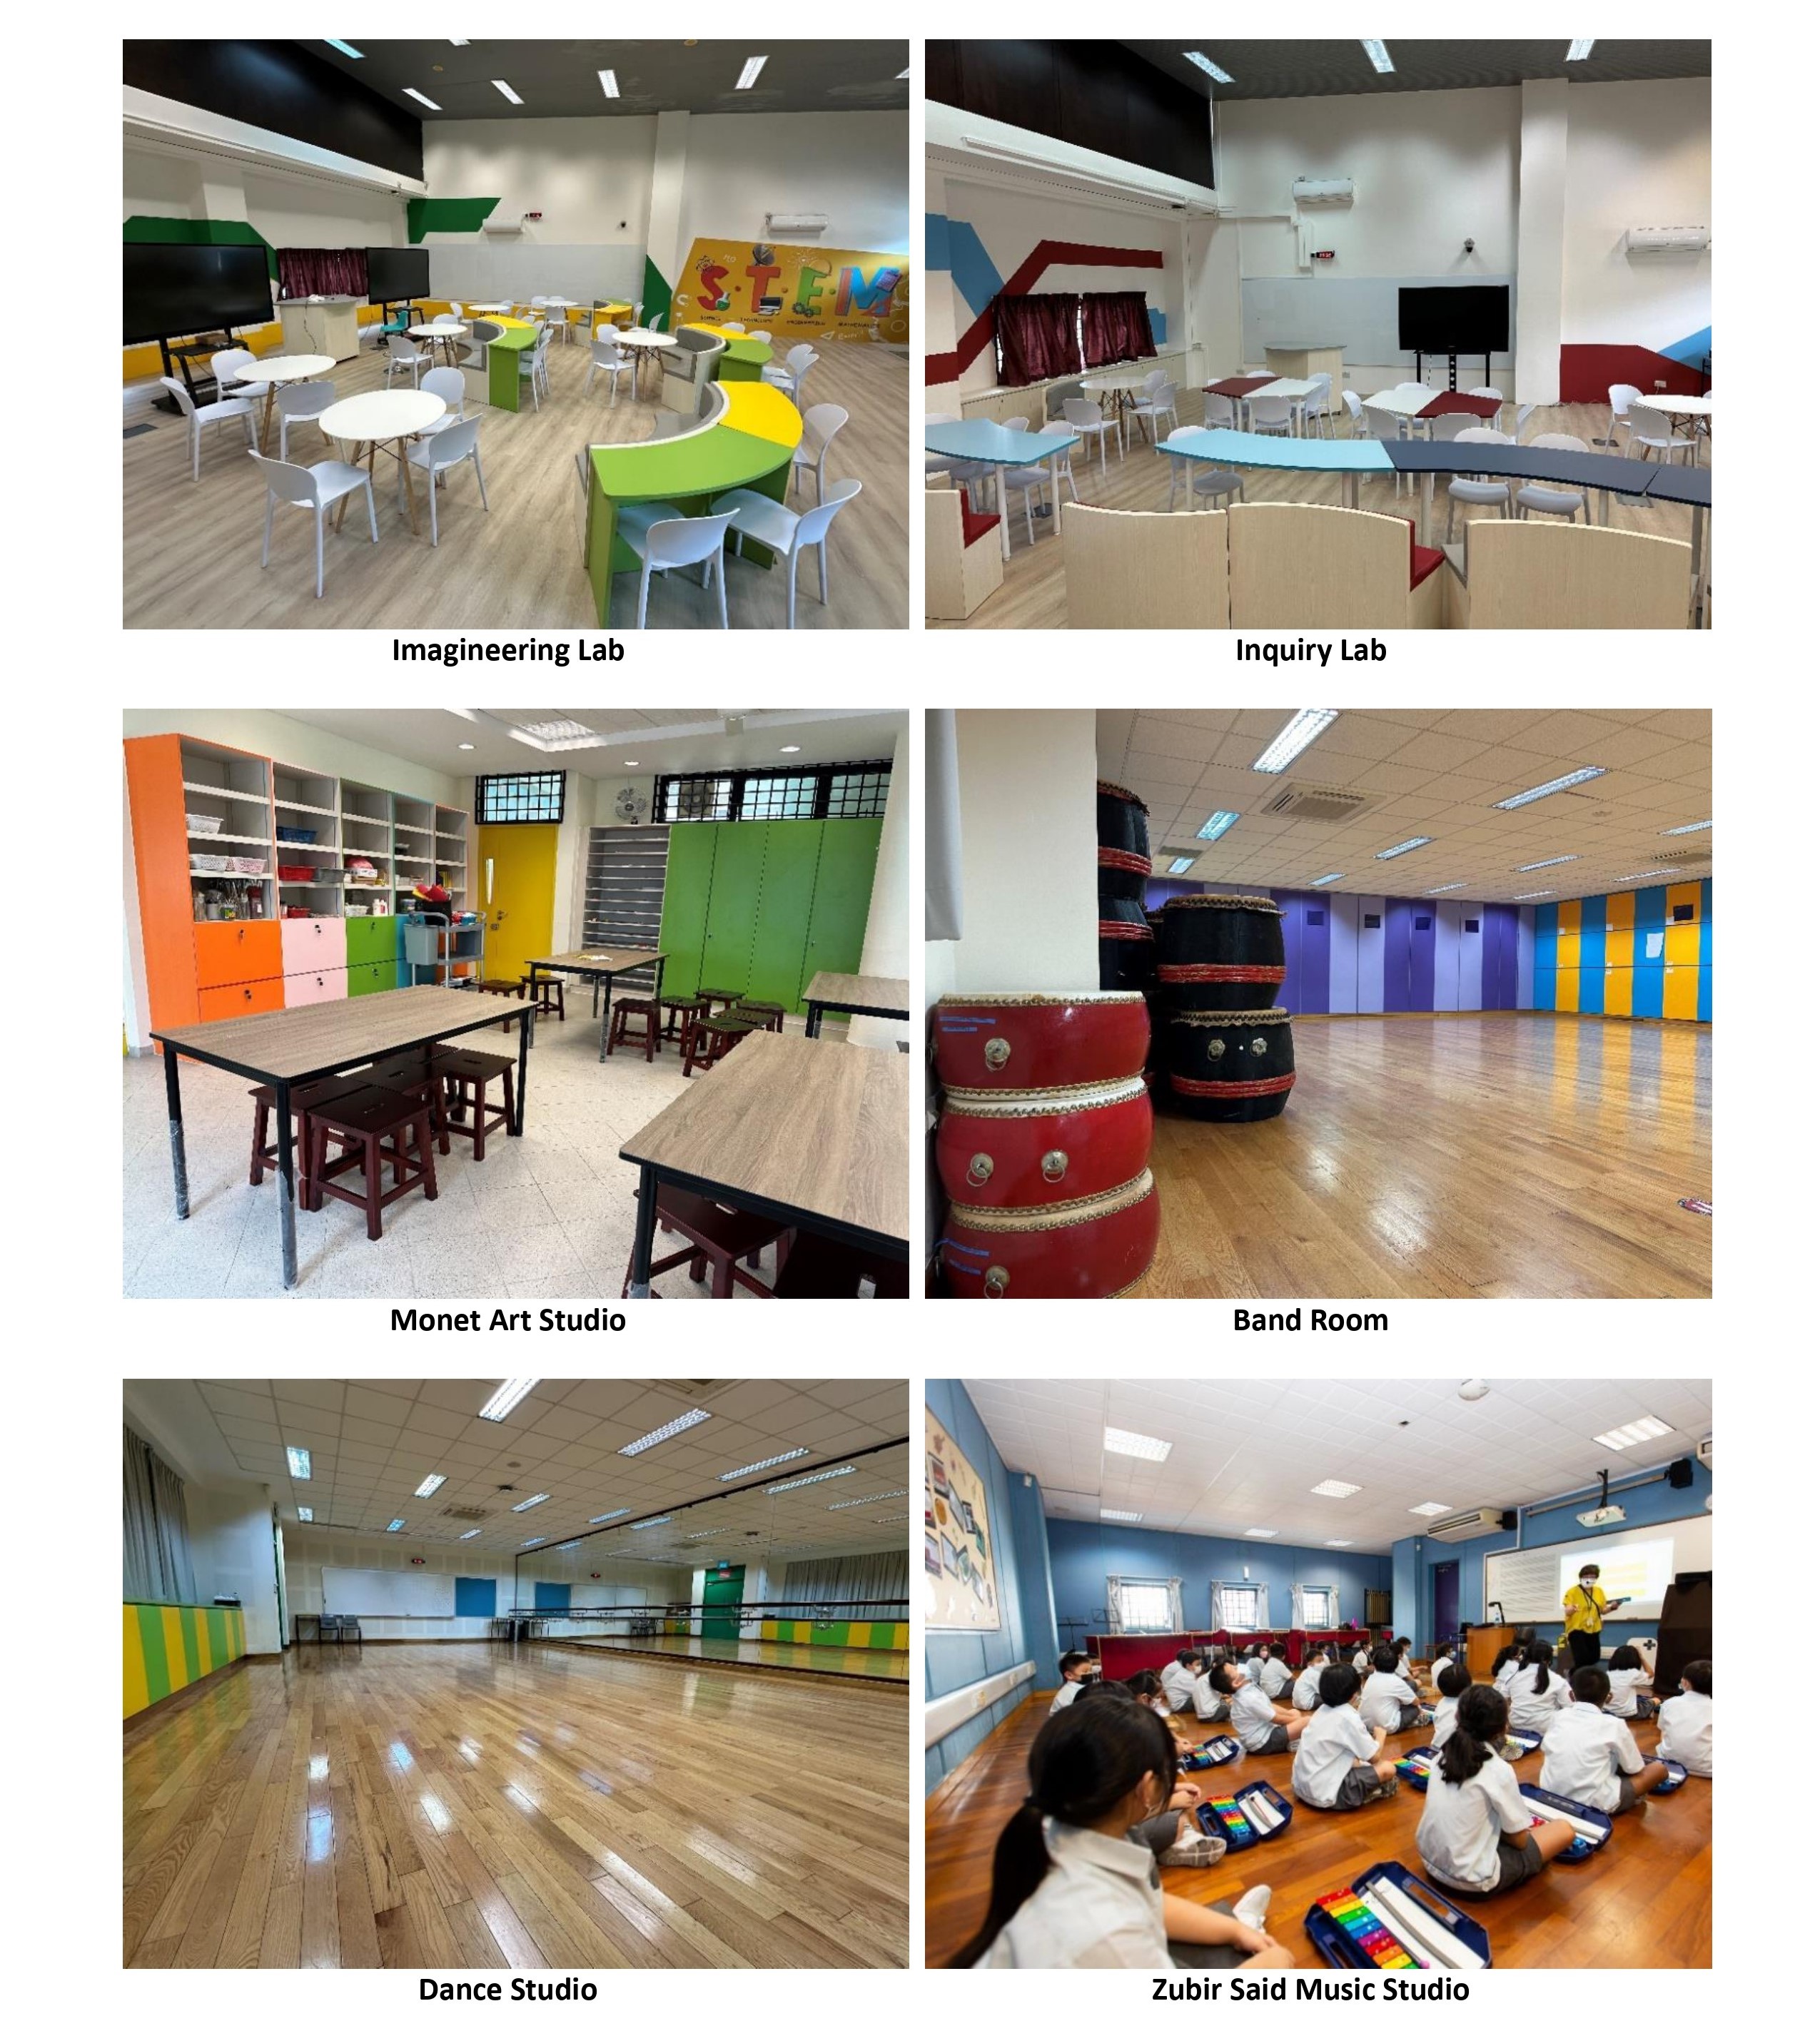 S.T.E.M
Imagineering Lab
Inquiry Lab
Monet Art Studio
Band Room
Dance Studio
Zubir Said Music Studio